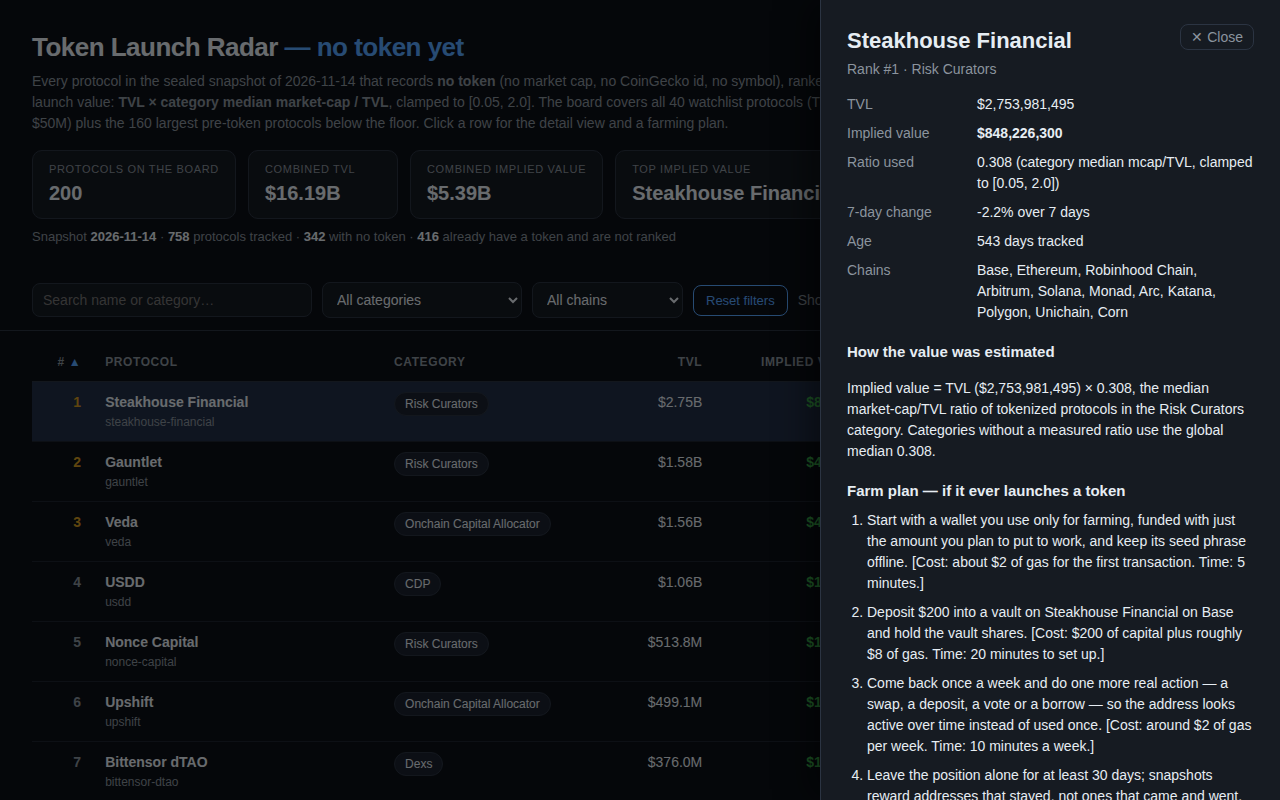 Token Launch Radar — no token yet
Every protocol in the sealed snapshot of 2026-11-14 that records no token (no market cap, no CoinGecko id, no symbol), ranke
launch value: TVL × category median market-cap / TVL, clamped to [0.05, 2.0]. The board covers all 40 watchlist protocols (T
$50M) plus the 160 largest pre-token protocols below the floor. Click a row for the detail view and a farming plan.
PROTOCOLS ON THE BOARD
200
COMBINED TVL
$16.19B
COMBINED IMPLIED VALUE
$5.39B
TOP IMPLIED VALUE
Steakhouse Financi
Snapshot 2026-11-14 · 758 protocols tracked · 342 with no token · 416 already have a token and are not ranked
Search name or category…
All categories
All chains
Reset filters
Sho
# ▲ PROTOCOL CATEGORY TVL IMPLIED V
1 Steakhouse Financial Risk Curators $2.75B $8
steakhouse-financial
2 Gauntlet Risk Curators $1.58B $4
gauntlet
3 Veda Onchain Capital Allocator $1.56B $4
veda
4 USDD CDP $1.06B $1
usdd
5 Nonce Capital Risk Curators $513.8M $1
nonce-capital
6 Upshift Onchain Capital Allocator $499.1M $1
upshift
7 Bittensor dTAO Dexs $376.0M $1
bittensor-dtao
Steakhouse Financial
✕ Close
Rank #1 · Risk Curators
TVL $2,753,981,495
Implied value $848,226,300
Ratio used 0.308 (category median mcap/TVL, clamped
to [0.05, 2.0])
7-day change -2.2% over 7 days
Age 543 days tracked
Chains Base, Ethereum, Robinhood Chain,
Arbitrum, Solana, Monad, Arc, Katana,
Polygon, Unichain, Corn
How the value was estimated
Implied value = TVL ($2,753,981,495) × 0.308, the median
market-cap/TVL ratio of tokenized protocols in the Risk Curators
category. Categories without a measured ratio use the global
median 0.308.
Farm plan — if it ever launches a token
1. Start with a wallet you use only for farming, funded with just
the amount you plan to put to work, and keep its seed phrase
offline. [Cost: about $2 of gas for the first transaction. Time: 5
minutes.]
2. Deposit $200 into a vault on Steakhouse Financial on Base
and hold the vault shares. [Cost: $200 of capital plus roughly
$8 of gas. Time: 20 minutes to set up.]
3. Come back once a week and do one more real action — a
swap, a deposit, a vote or a borrow — so the address looks
active over time instead of used once. [Cost: around $2 of gas
per week. Time: 10 minutes a week.]
4. Leave the position alone for at least 30 days; snapshots
reward addresses that stayed, not ones that came and went.